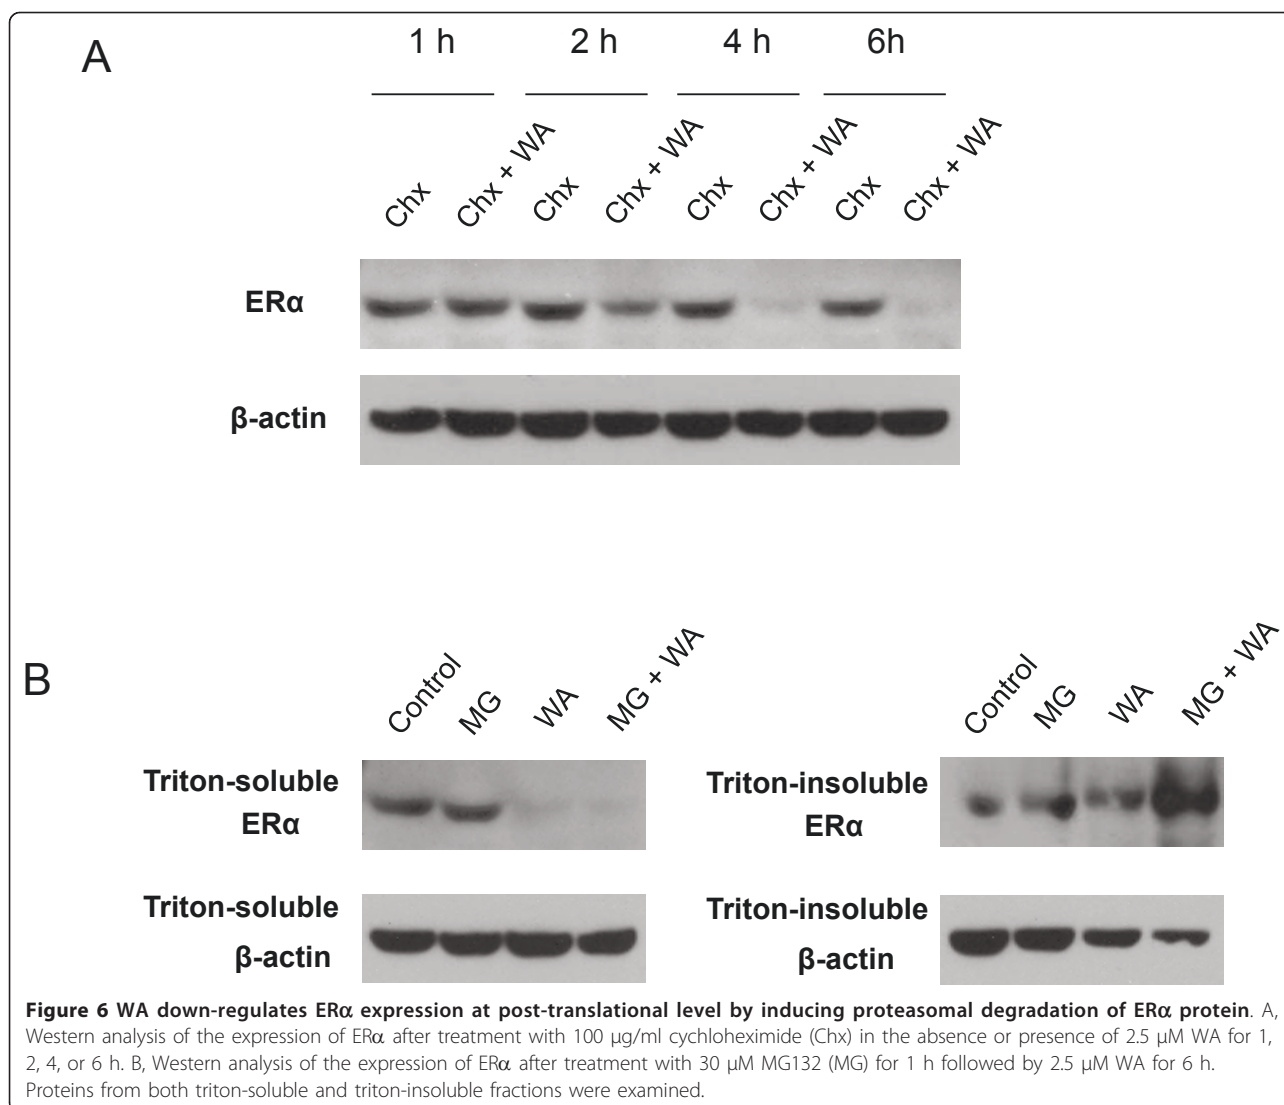 A
1 h 2 h 4 h 6h
Chx Chx + WA Chx Chx + WA Chx Chx + WA Chx Chx + WA
ERα
β-actin
B
Control MG WA MG + WA
Triton-soluble
ERα
Triton-soluble
β-actin
Control MG WA MG + WA
Triton-insoluble
ERα
Triton-insoluble
β-actin
Figure 6 WA down-regulates ERα expression at post-translational level by inducing proteasomal degradation of ERα protein. A,
Western analysis of the expression of ERα after treatment with 100 μg/ml cychloheximide (Chx) in the absence or presence of 2.5 μM WA for 1,
2, 4, or 6 h. B, Western analysis of the expression of ERα after treatment with 30 μM MG132 (MG) for 1 h followed by 2.5 μM WA for 6 h.
Proteins from both triton-soluble and triton-insoluble fractions were examined.